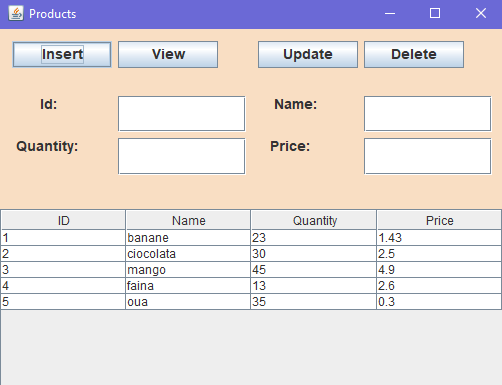 Products
Insert View Update Delete
Id: Name:
Quantity: Price:
ID Name Quantity Price
1 banane 23 1.43
2 ciocolata 30 2.5
3 mango 45 4.9
4 faina 13 2.6
5 oua 35 0.3